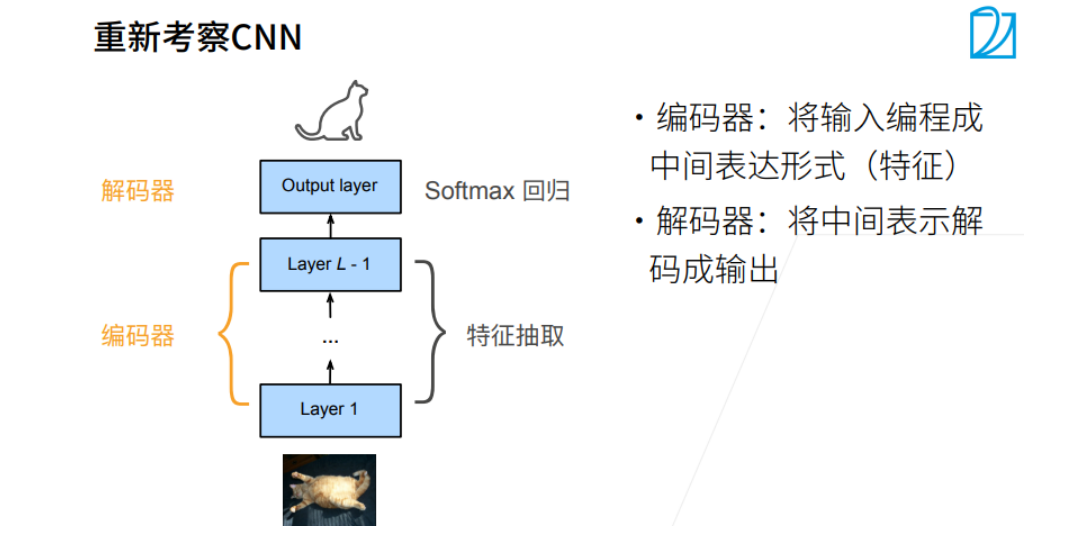 重新考察CNN
解码器
Output layer
Softmax 回归
Layer L - 1
编码器
...
特征抽取
Layer 1
• 编码器：将输入编程成
中间表达形式（特征）
• 解码器：将中间表示解
码成输出